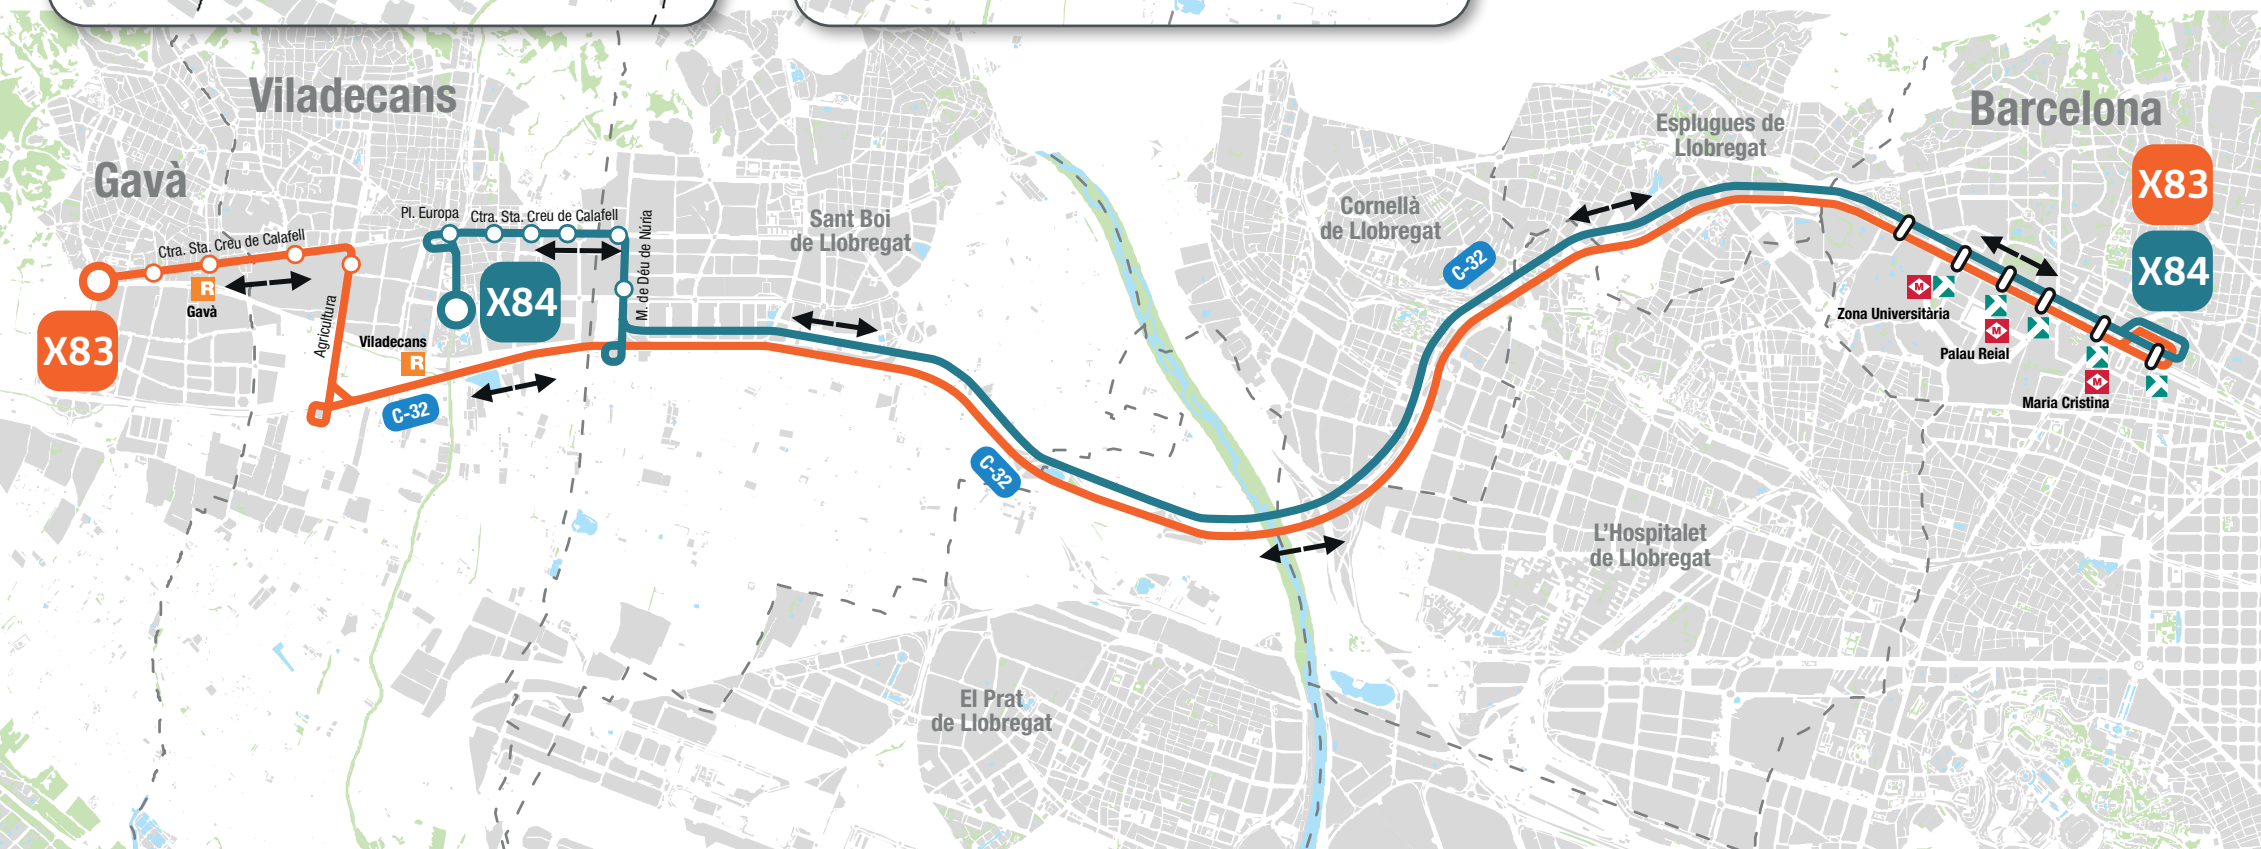 Viladecans
Gavà
Barcelona
Esplugues de
Llobregat
X83
X84
Pl. Europa
Ctra. Sta. Creu de Calafell
M. de Déu de Núria
Sant Boi
de Llobregat
Cornellà
de Llobregat
Ctra. Sta. Creu de Calafell
R
Gavà
X84
C-32
M
Zona Universitària
M
Palau Reial
M
Maria Cristina
X83
Agricultura
Viladecans
R
C-32
C-32
L'Hospitalet
de Llobregat
El Prat
de Llobregat